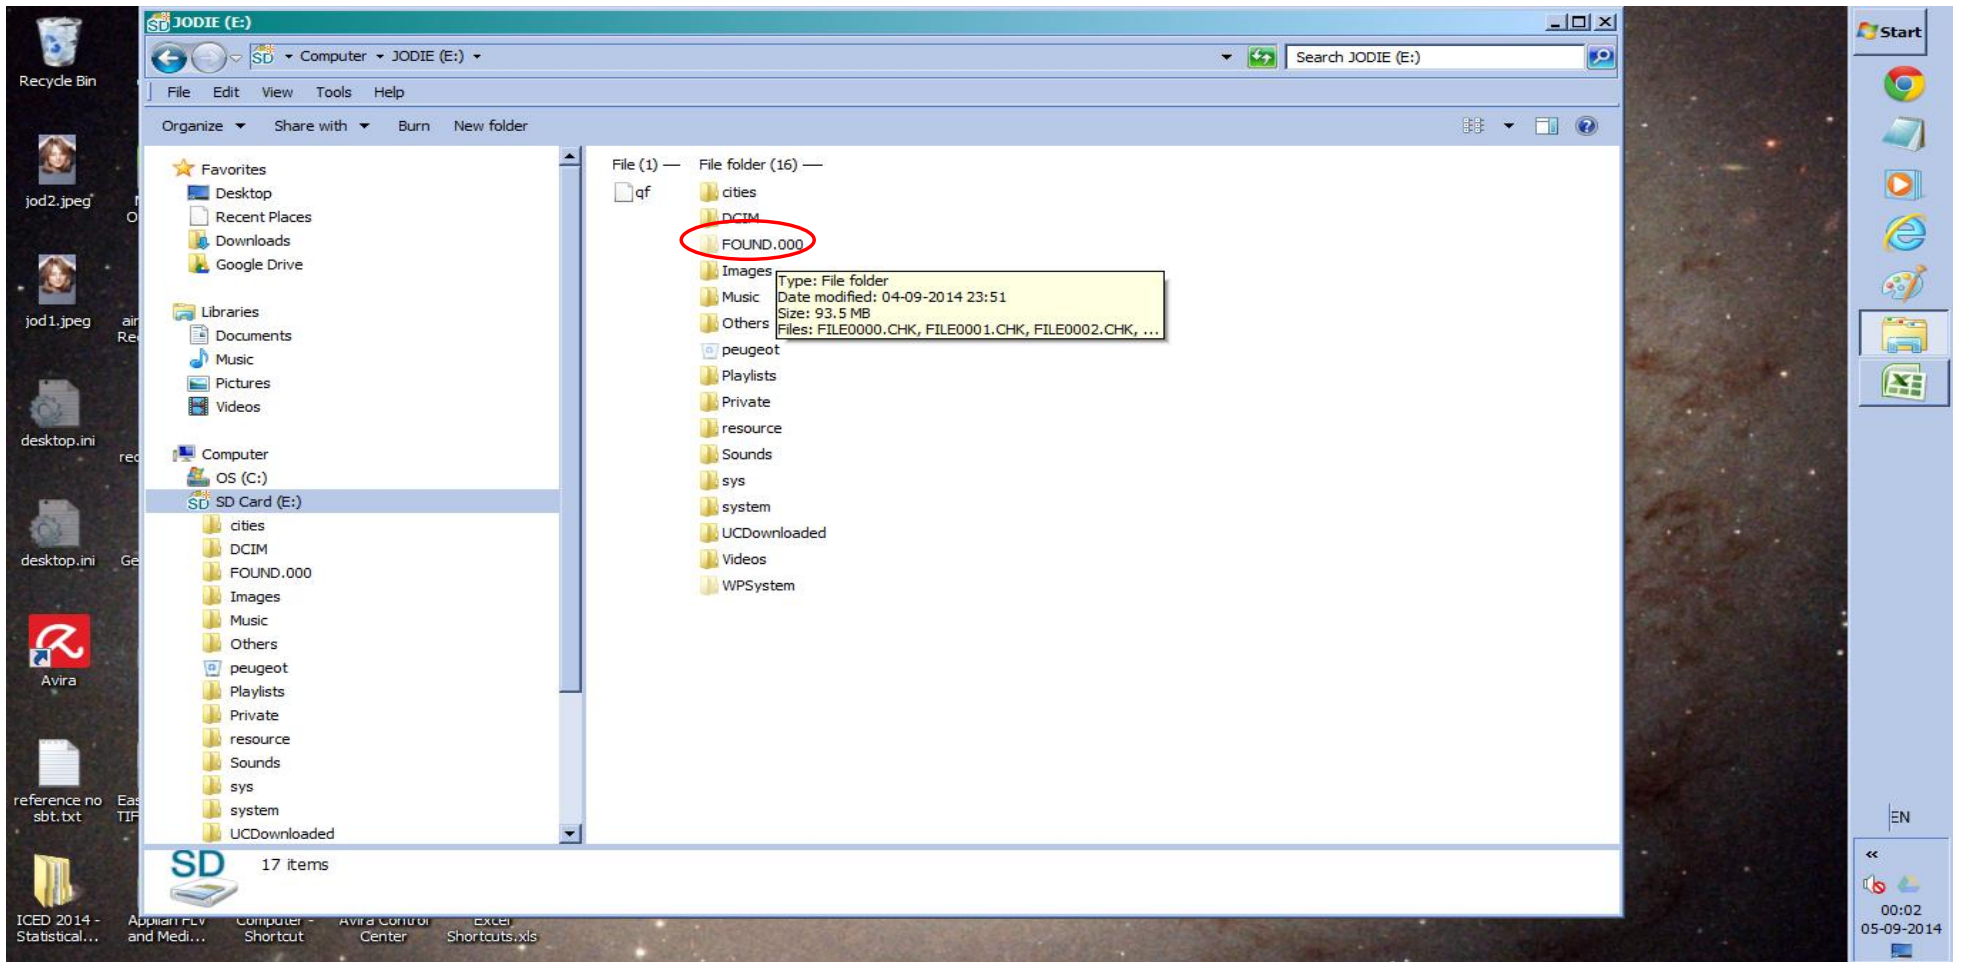 JODIE (E:)
Computer JODIE (E:)
Search JODIE (E:)
File Edit View Tools Help
Organize Share with Burn New folder
Favorites
Desktop
Recent Places
Downloads
Google Drive
Libraries
Documents
Music
Pictures
Videos
Computer
OS (C:)
SD Card (E:)
cities
DCIM
FOUND.000
Images
Music
Others
peugeot
Playlists
Private
resource
Sounds
sys
system
UCDownloaded
File (1)
qf
File folder (16)
cities
DCIM
FOUND.000
Images
Music
Others
peugeot
Playlists
Private
resource
Sounds
sys
system
UCDownloaded
Videos
WPSystem
Type: File folder
Date modified: 04-09-2014 23:51
Size: 93.5 MB
Files: FILE0000.CHK, FILE0001.CHK, FILE0002.CHK, ...
SD
17 items
Recycle Bin
jod2.jpeg
jod1.jpeg
desktop.ini
desktop.ini
Avira
reference no
sbt.txt
ICED 2014 -
Statistical...
and Medi...
Computer -
Shortcut
Avira Control
Center
Excel
Shortcuts.xls
Start
EN
00:02
05-09-2014